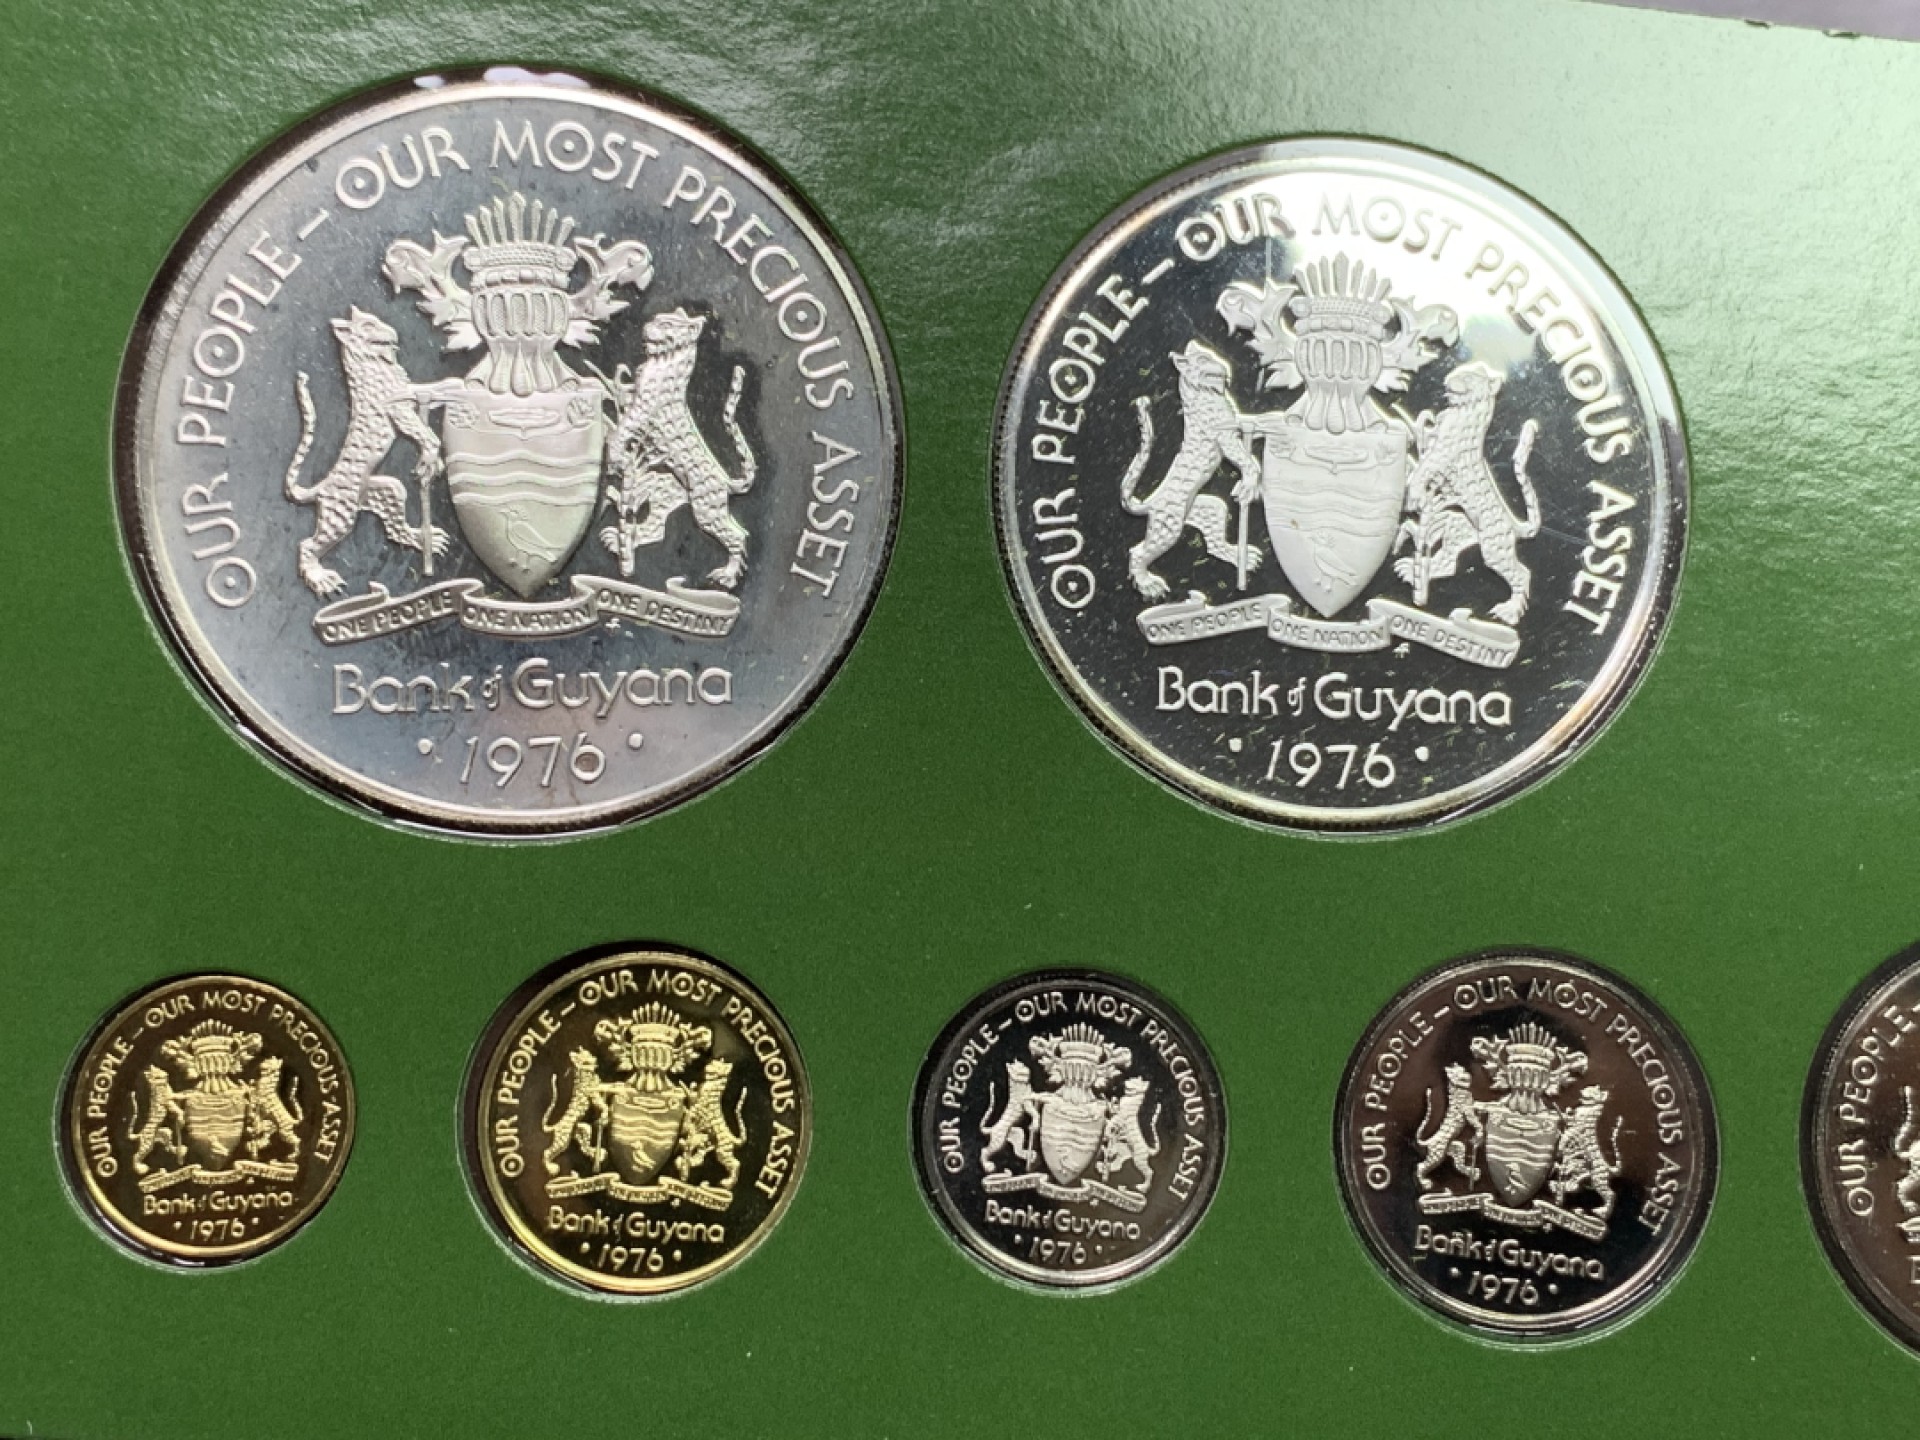 OUR PEOPLE – OUR MOST PRECIOUS ASSET
ONE PEOPLE ONE NATION ONE DESTINY
Bank of Guyana
• 1976 •
OUR PEOPLE – OUR MOST PRECIOUS ASSET
ONE PEOPLE ONE NATION ONE DESTINY
Bank of Guyana
• 1976 •
OUR PEOPLE – OUR MOST PRECIOUS ASSET
Bank of Guyana
• 1976 •
OUR PEOPLE – OUR MOST PRECIOUS ASSET
Bank of Guyana
• 1976 •
OUR PEOPLE – OUR MOST PRECIOUS ASSET
Bank of Guyana
• 1976 •
OUR PEOPLE – OUR MOST PRECIOUS ASSET
Bank of Guyana
• 1976 •
OUR PEOPLE –